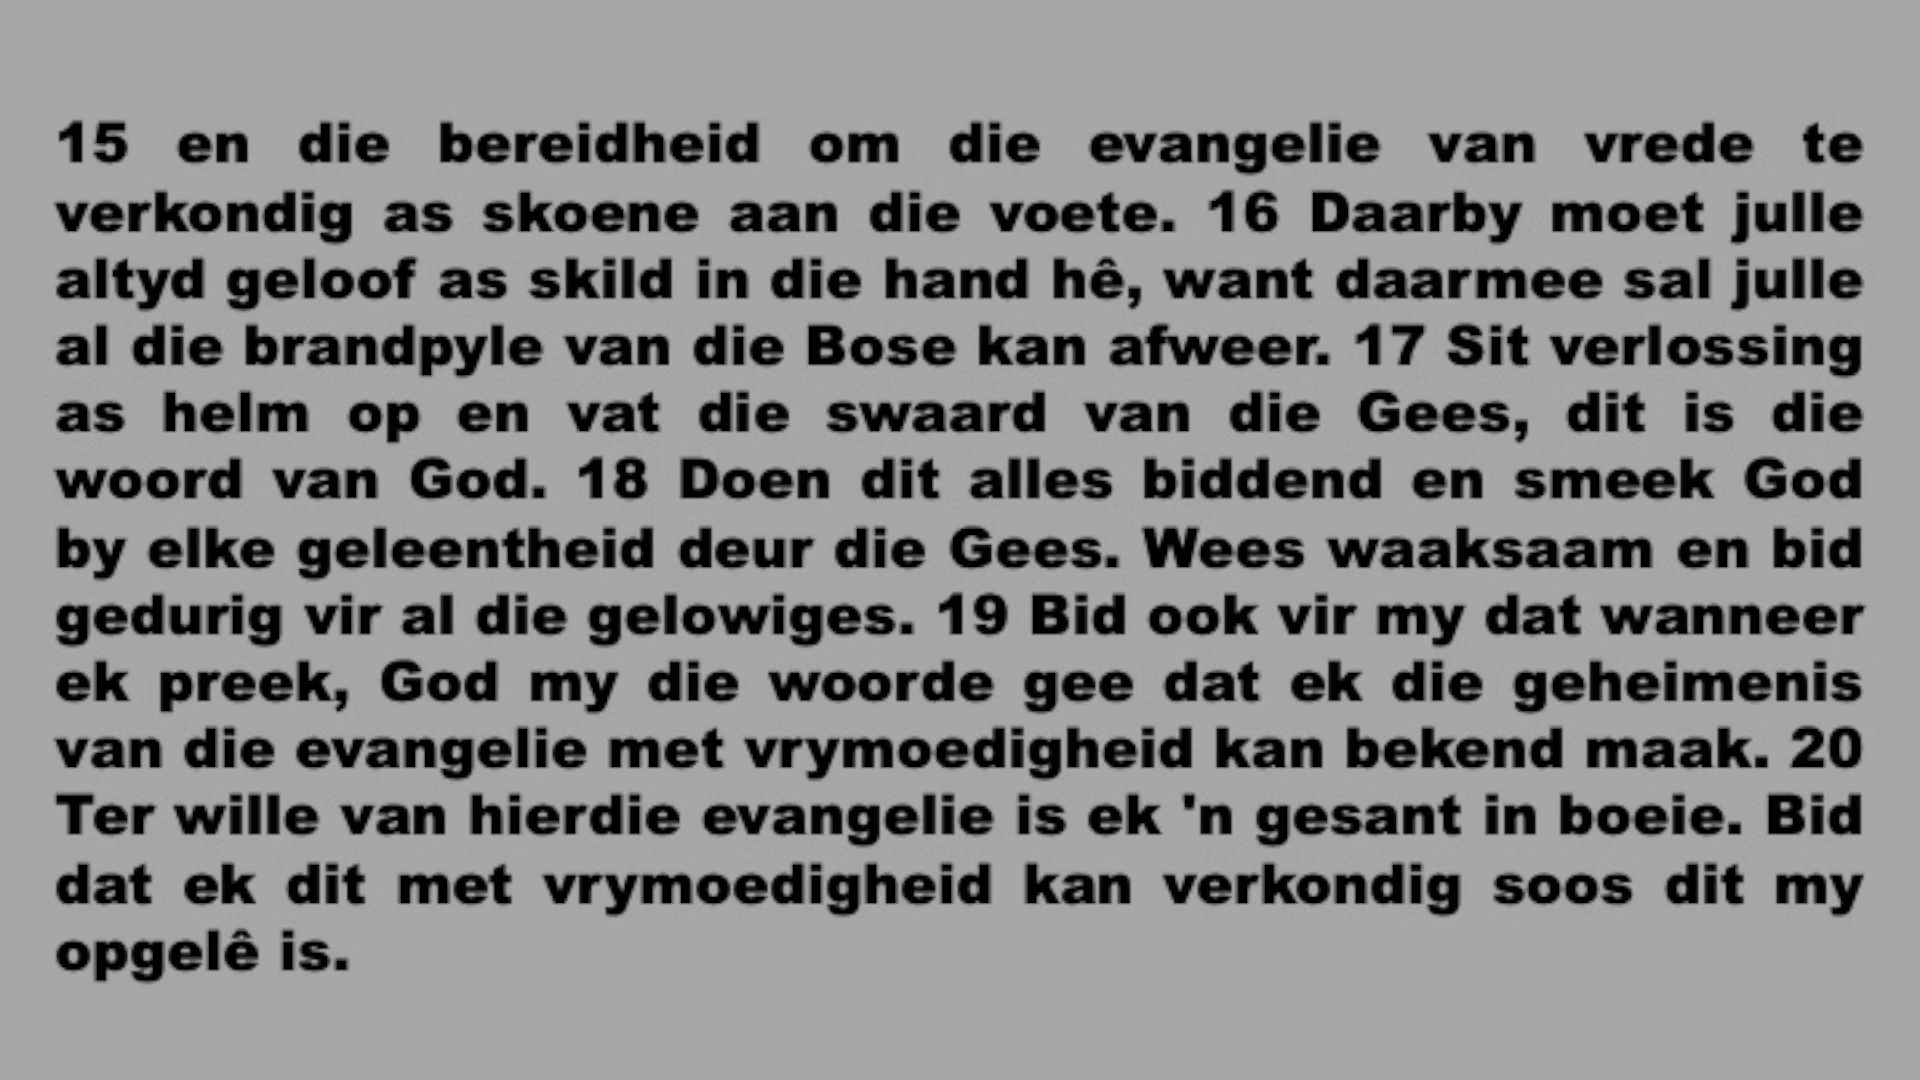 15 en die bereidheid om die evangelie van vrede te
verkondig as skoene aan die voete. 16 Daarby moet julle
altyd geloof as skild in die hand hê, want daarmee sal julle
al die brandpyle van die Bose kan afweer. 17 Sit verlossing
as helm op en vat die swaard van die Gees, dit is die
woord van God. 18 Doen dit alles biddend en smeek God
by elke geleentheid deur die Gees. Wees waaksaam en bid
gedurig vir al die gelowiges. 19 Bid ook vir my dat wanneer
ek preek, God my die woorde gee dat ek die geheimenis
van die evangelie met vrymoedigheid kan bekend maak. 20
Ter wille van hierdie evangelie is ek 'n gesant in boeie. Bid
dat ek dit met vrymoedigheid kan verkondig soos dit my
opgelê is.